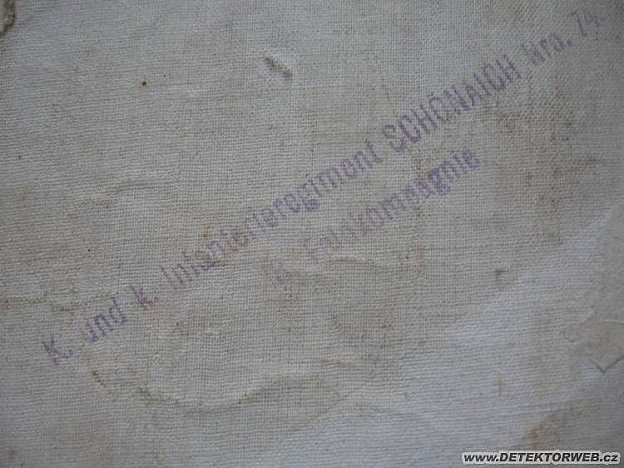 K. und k. Infanterieregiment SCHÖNAICH Nro. 74.
Feldkompagnie
www.DETEKTORWEB.cz